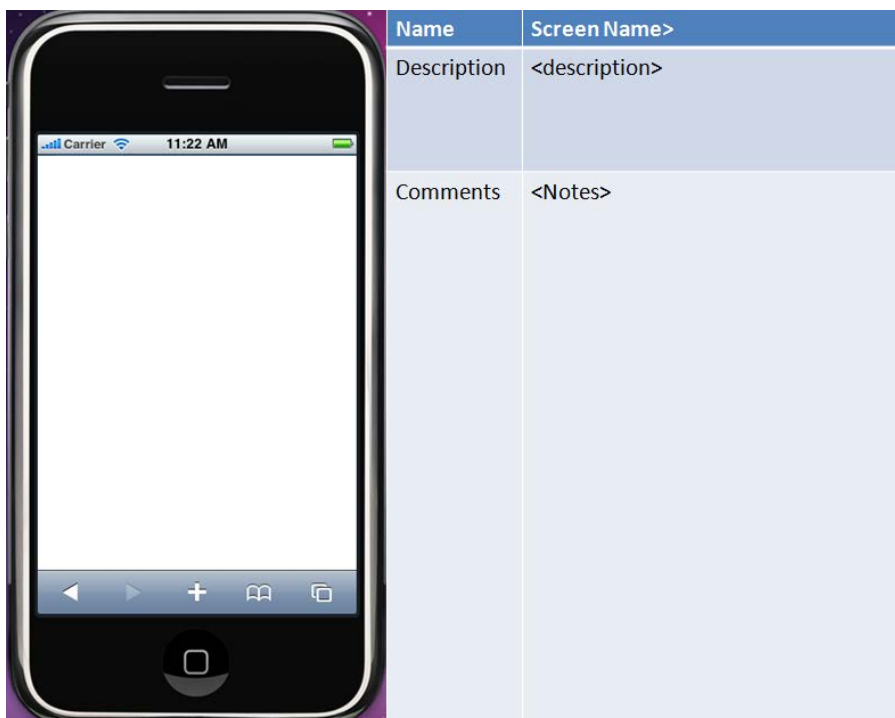 Carrier 11:22 AM
Name Screen Name>
Description <description>
Comments <Notes>